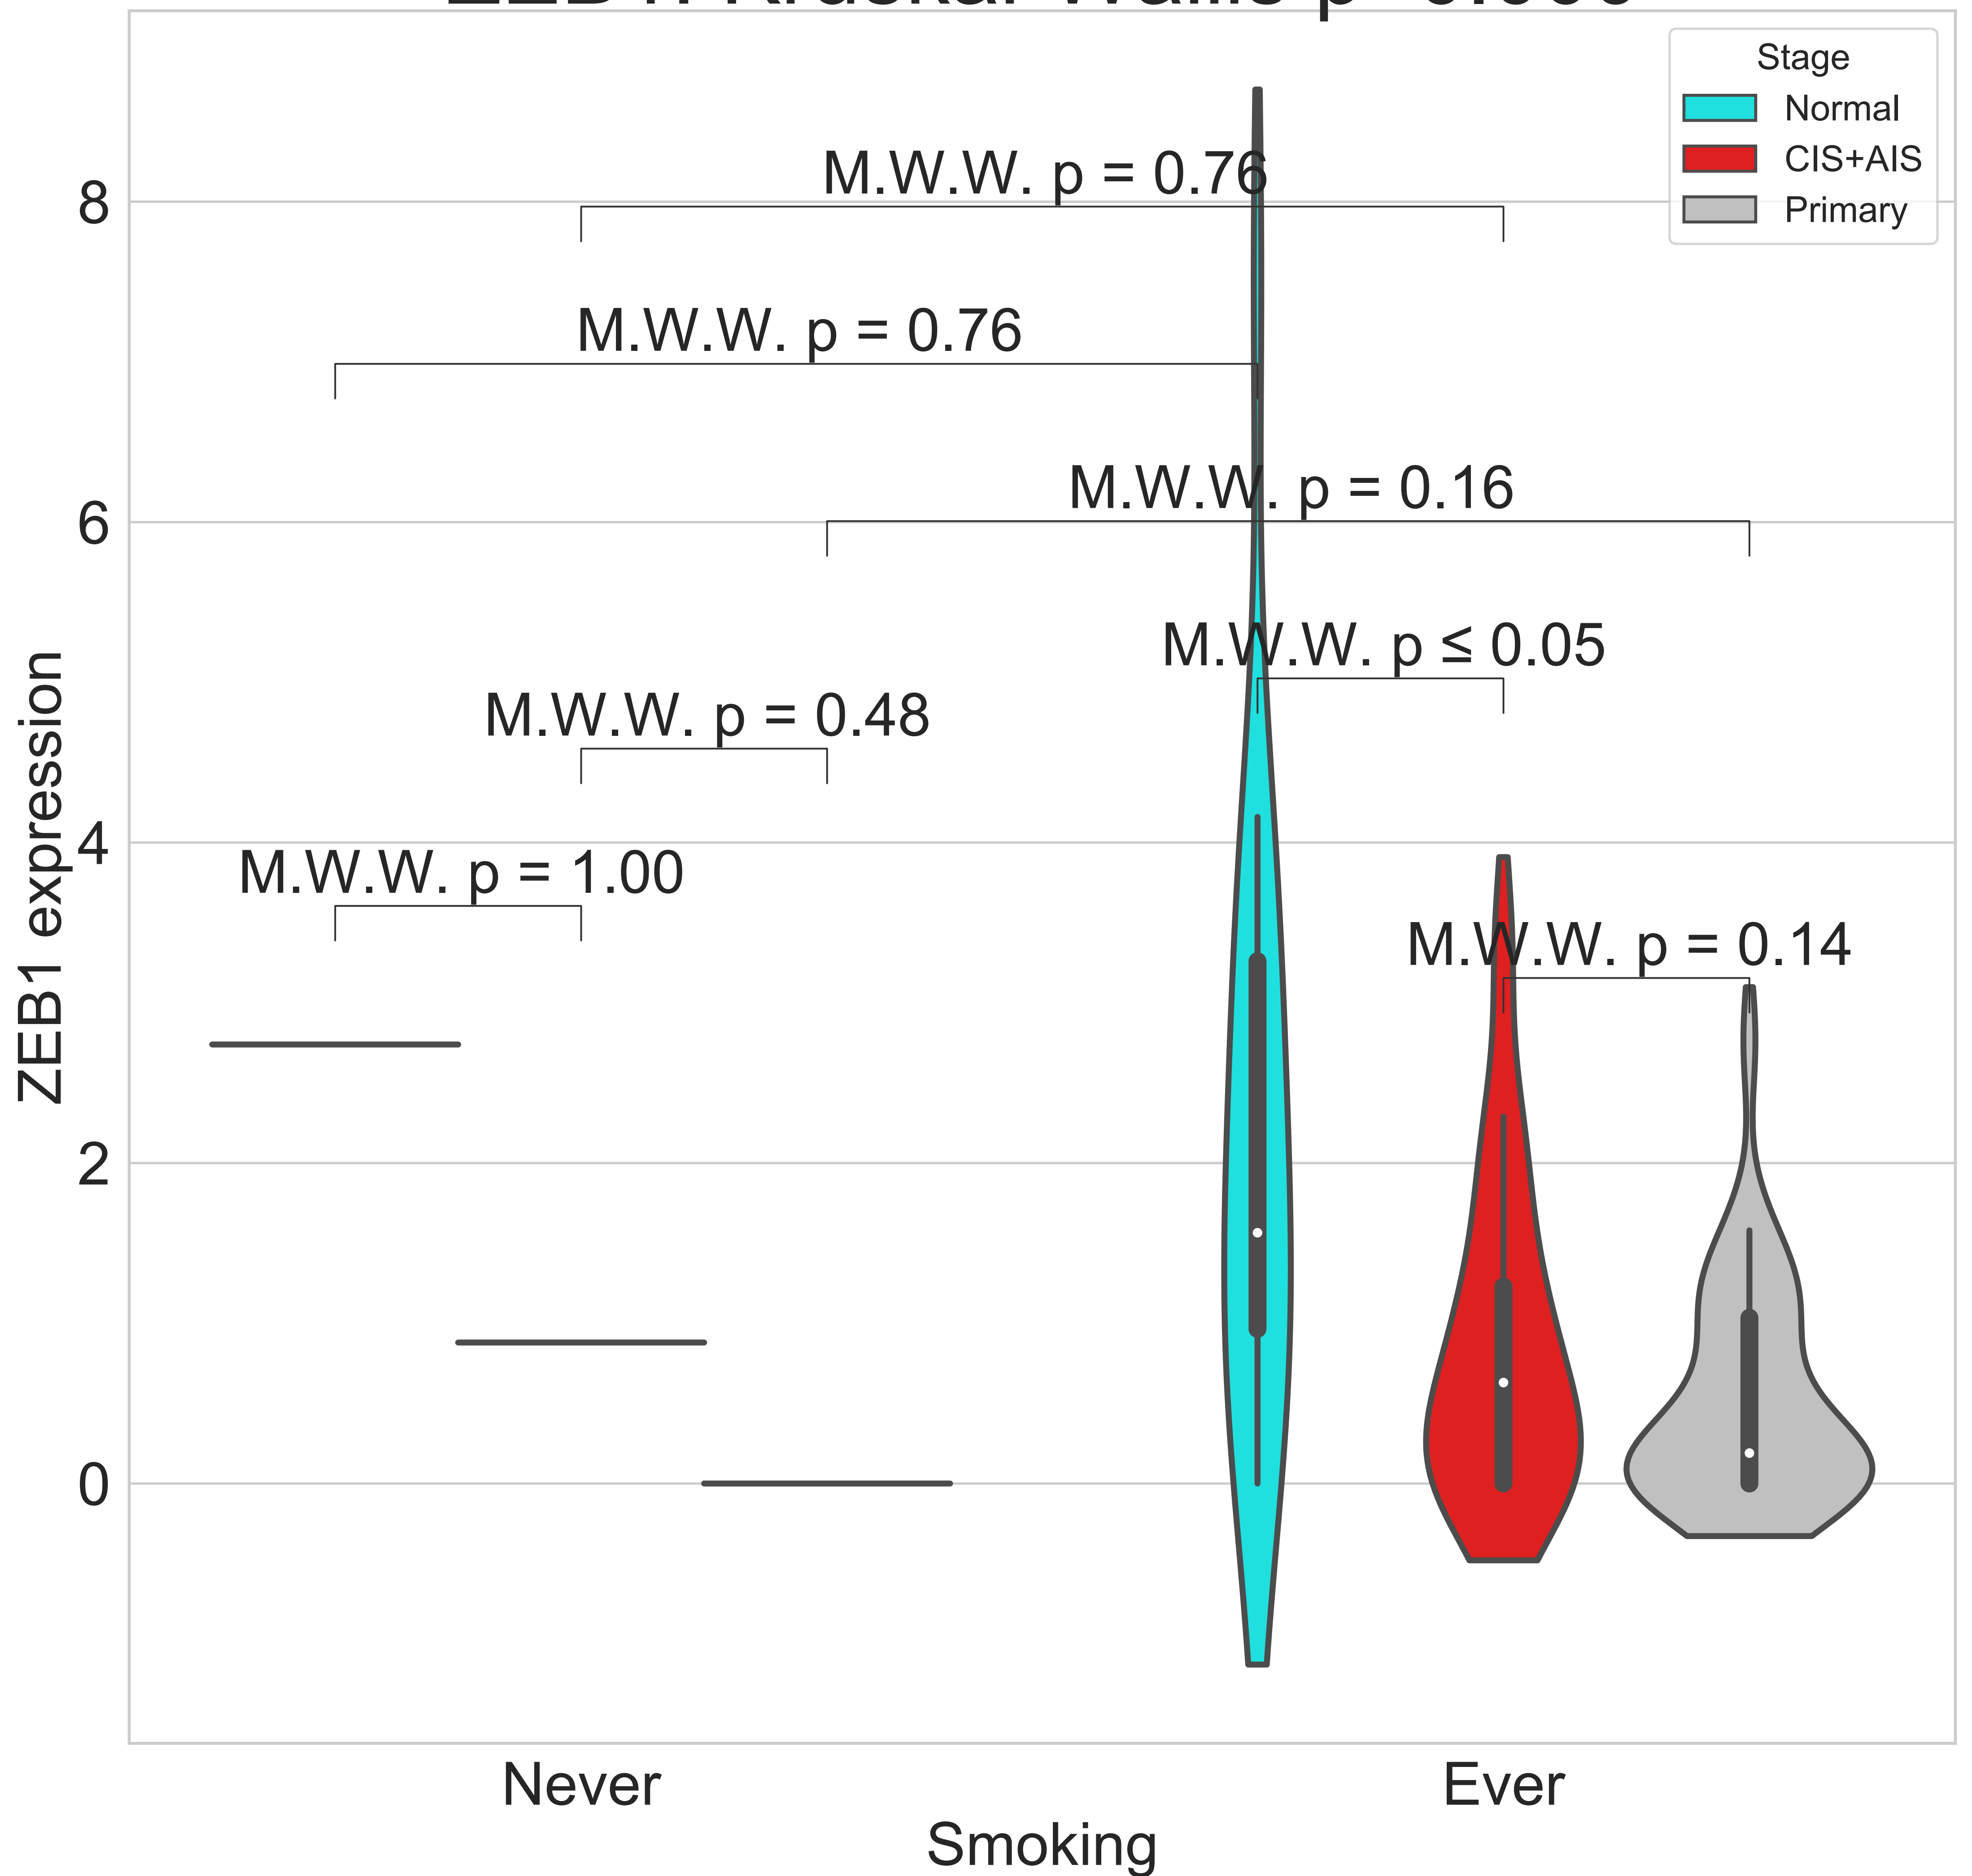 Stage
Normal
CIS+AIS
Primary
M.W.W. p = 0.76
M.W.W. p = 0.76
M.W.W. p = 0.16
M.W.W. p ≤ 0.05
M.W.W. p = 0.48
M.W.W. p = 1.00
M.W.W. p = 0.14
8
6
4
2
0
ZEB1 expression
Never
Ever
Smoking